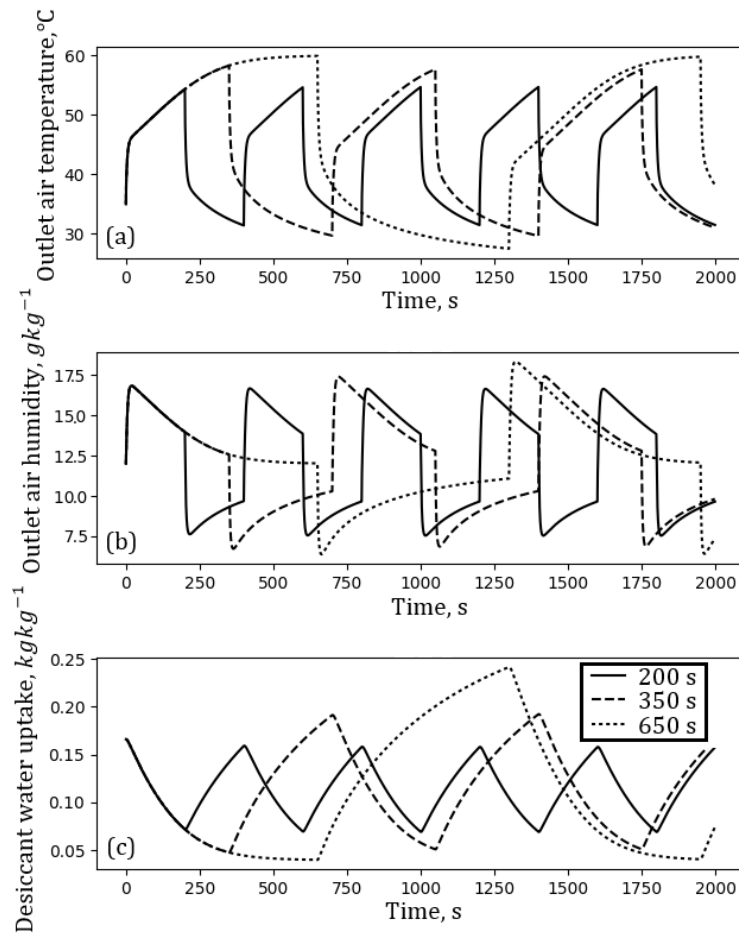 Outlet air temperature,°C
60
50
40
30
(a)
0 250 500 750 1000 1250 1500 1750 2000
Time, s
Outlet air humidity, gkg⁻¹
17.5
15.0
12.5
10.0
7.5
(b)
0 250 500 750 1000 1250 1500 1750 2000
Time, s
Desiccant water uptake, kgkg⁻¹
0.25
0.20
0.15
0.10
0.05
(c)
200 s
350 s
650 s
0 250 500 750 1000 1250 1500 1750 2000
Time, s